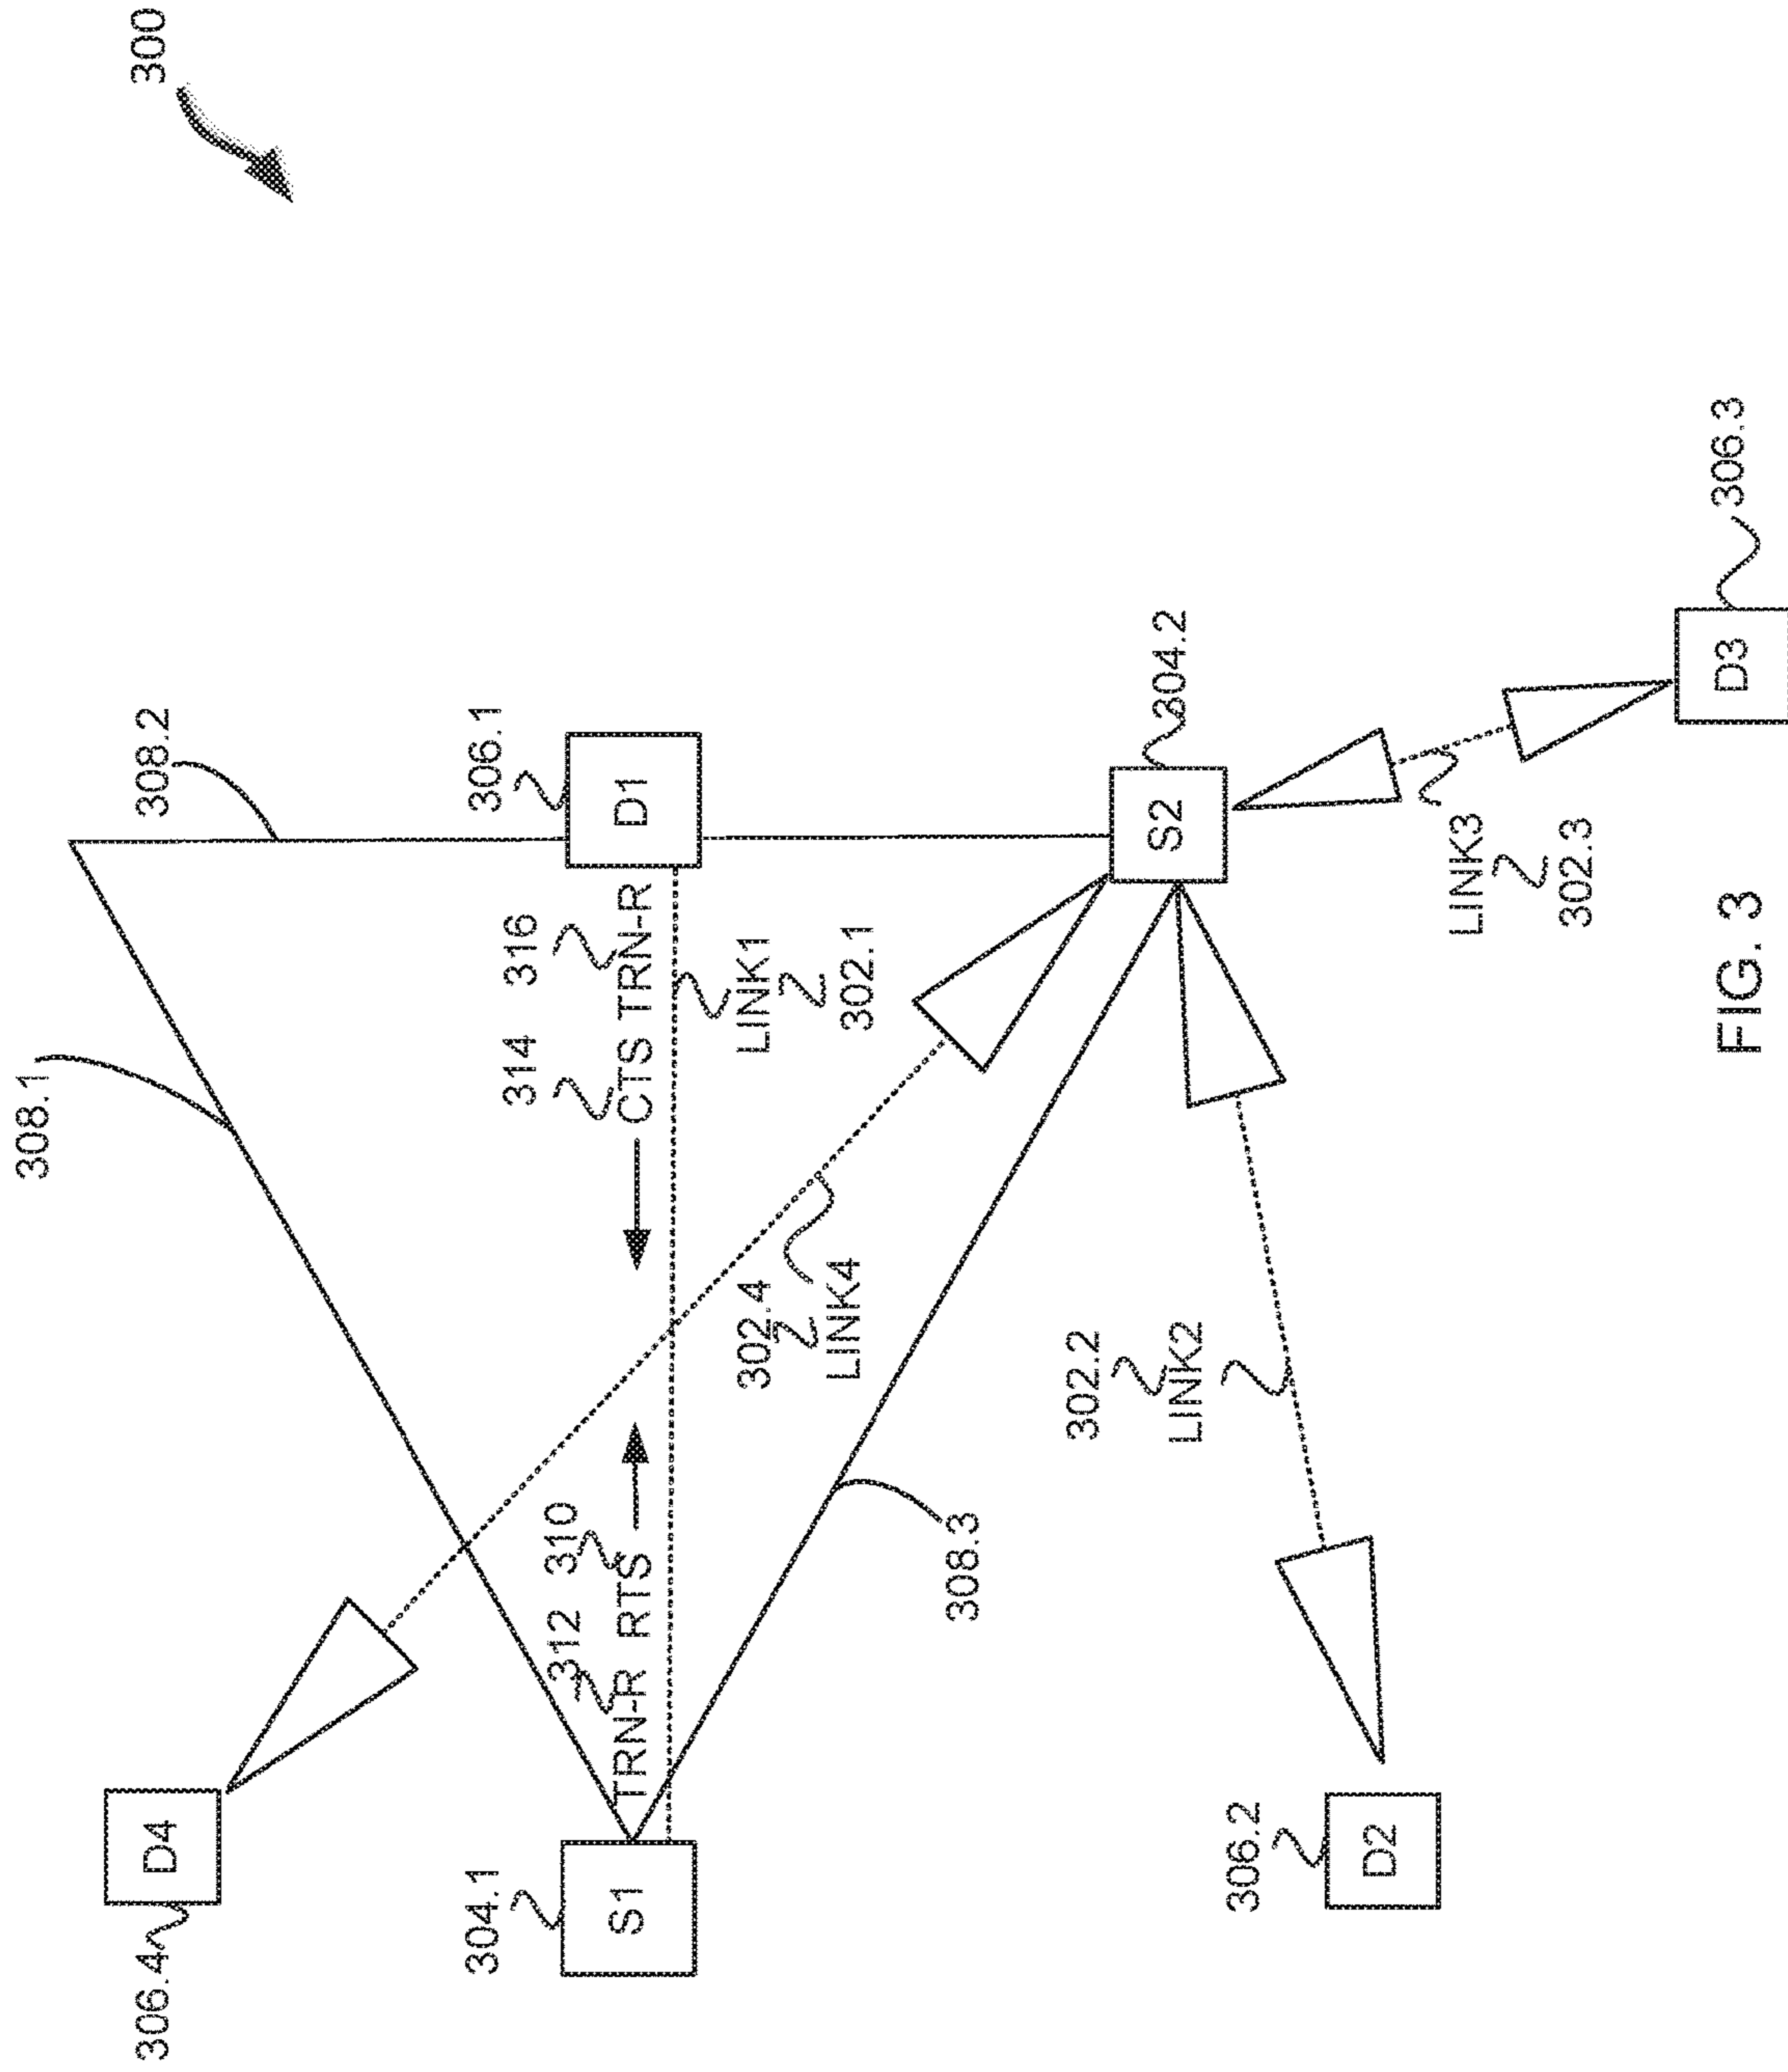 300
308.1
308.2
306.4
D4
304.1
S1
312
310
TRN-R RTS
314
316
CTS TRN-R
306.1
D1
LINK1
302.1
302.4
LINK4
308.3
304.2
S2
302.2
LINK2
306.2
D2
LINK3
302.3
306.3
D3
FIG. 3